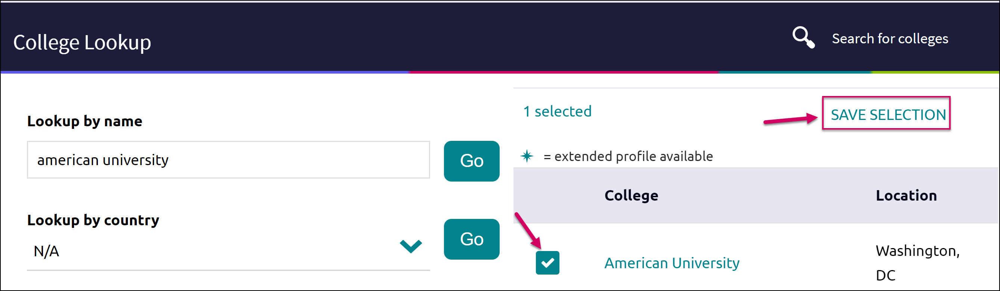 College Lookup
Search for colleges
Lookup by name
american university
Go
Lookup by country
N/A
Go
1 selected
SAVE SELECTION
= extended profile available
College
Location
American University
Washington,
DC